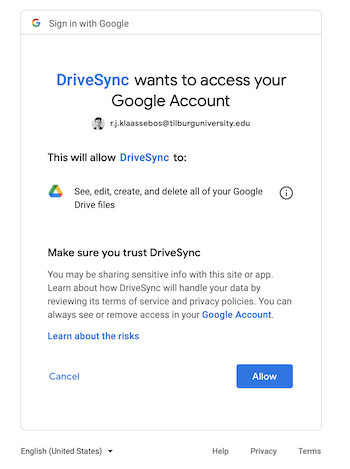 Sign in with Google
DriveSync wants to access your
Google Account
r.j.klaassebos@tilburguniversity.edu
This will allow DriveSync to:
See, edit, create, and delete all of your Google
Drive files
Make sure you trust DriveSync
You may be sharing sensitive info with this site or app.
Learn about how DriveSync will handle your data by
reviewing its terms of service and privacy policies. You can
always see or remove access in your Google Account.
Learn about the risks
Cancel
Allow
English (United States)
Help
Privacy
Terms